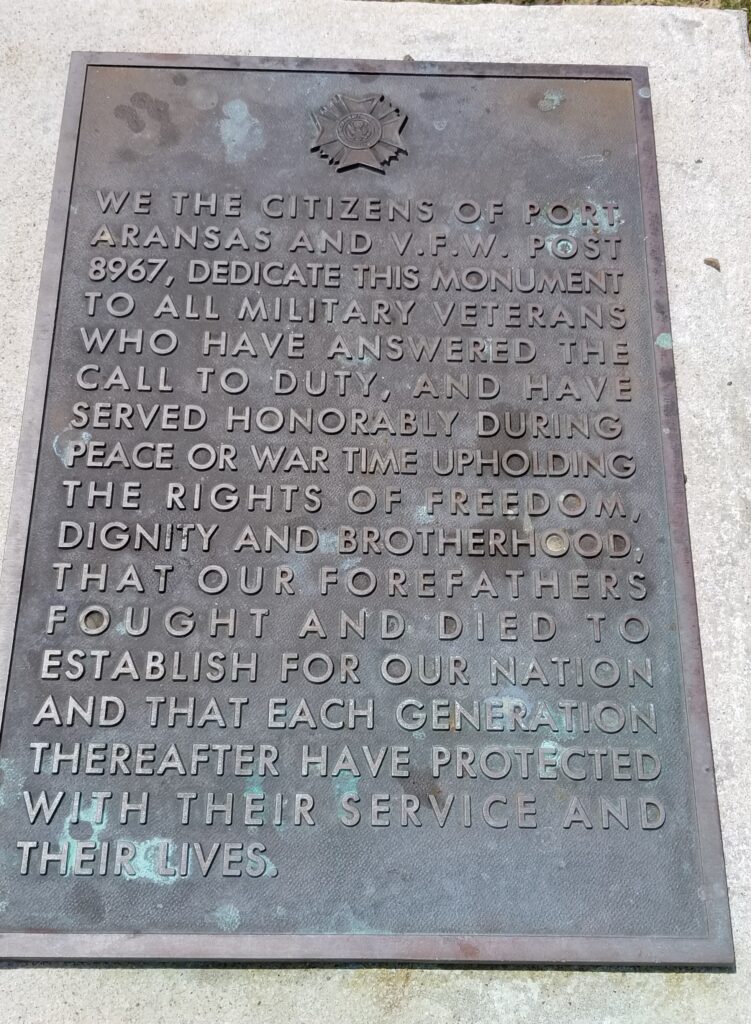 WE THE CITIZENS OF PORT
ARANSAS AND V.F.W. POST
8967, DEDICATE THIS MONUMENT
TO ALL MILITARY VETERANS
WHO HAVE ANSWERED THE
CALL TO DUTY, AND HAVE
SERVED HONORABLY DURING
PEACE OR WAR TIME UPHOLDING
THE RIGHTS OF FREEDOM,
DIGNITY AND BROTHERHOOD,
THAT OUR FOREFATHERS
FOUGHT AND DIED TO
ESTABLISH FOR OUR NATION
AND THAT EACH GENERATION
THEREAFTER HAVE PROTECTED
WITH THEIR SERVICE AND
THEIR LIVES.